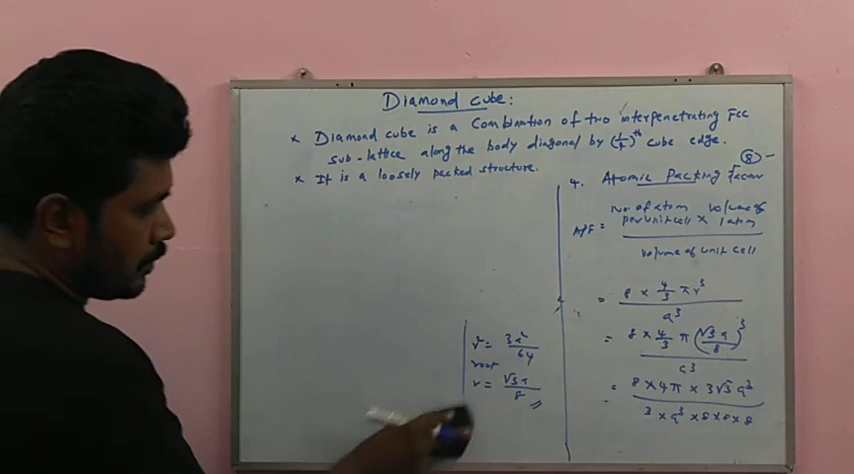 Diamond cube:
× Diamond cube is a Combination of two interpenetrating Fcc
sub-lattice along the body diagonal by (1/4)th cube edge.
× It is a loosely packed structure.
r² = 3a²/64
r = √3a/8
(8) -
4. Atomic Packing Factor
APF = No. of atom per unit cell × volume of 1 atom / volume of unit cell
= 8 × 4/3 πr³ / a³
= 8 × 4/3 π (√3 a/8)³ / a³
= 8 × 4π × 3√3 a³ / 3 × a³ × 8 × 8 × 8